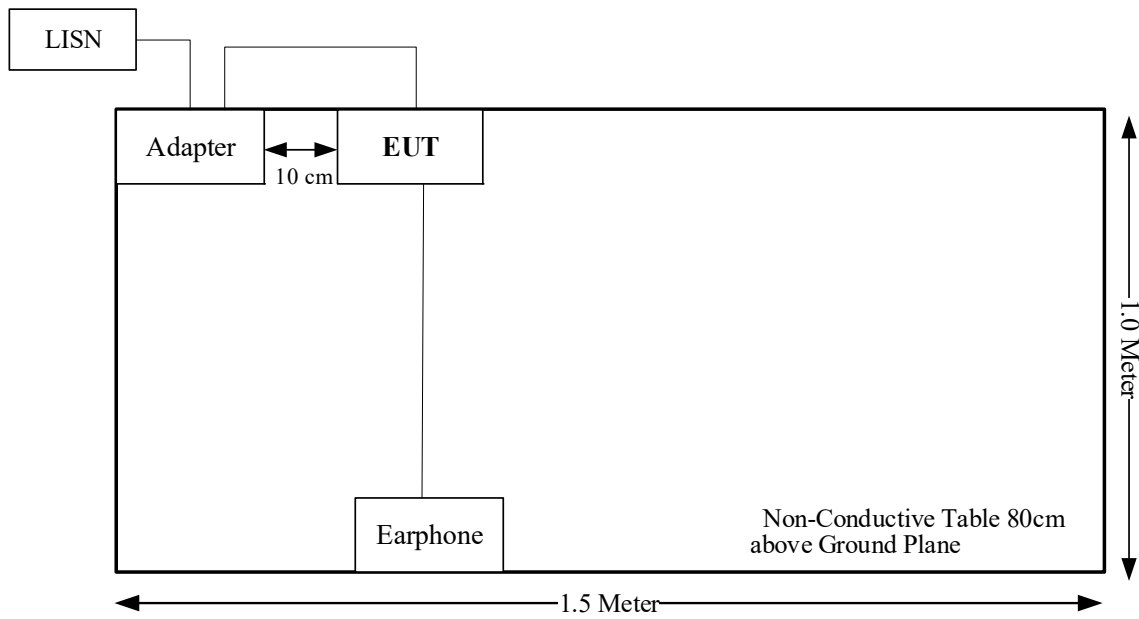 LISN
Adapter
EUT
10 cm
Earphone
Non-Conductive Table 80cm
above Ground Plane
1.0 Meter
1.5 Meter